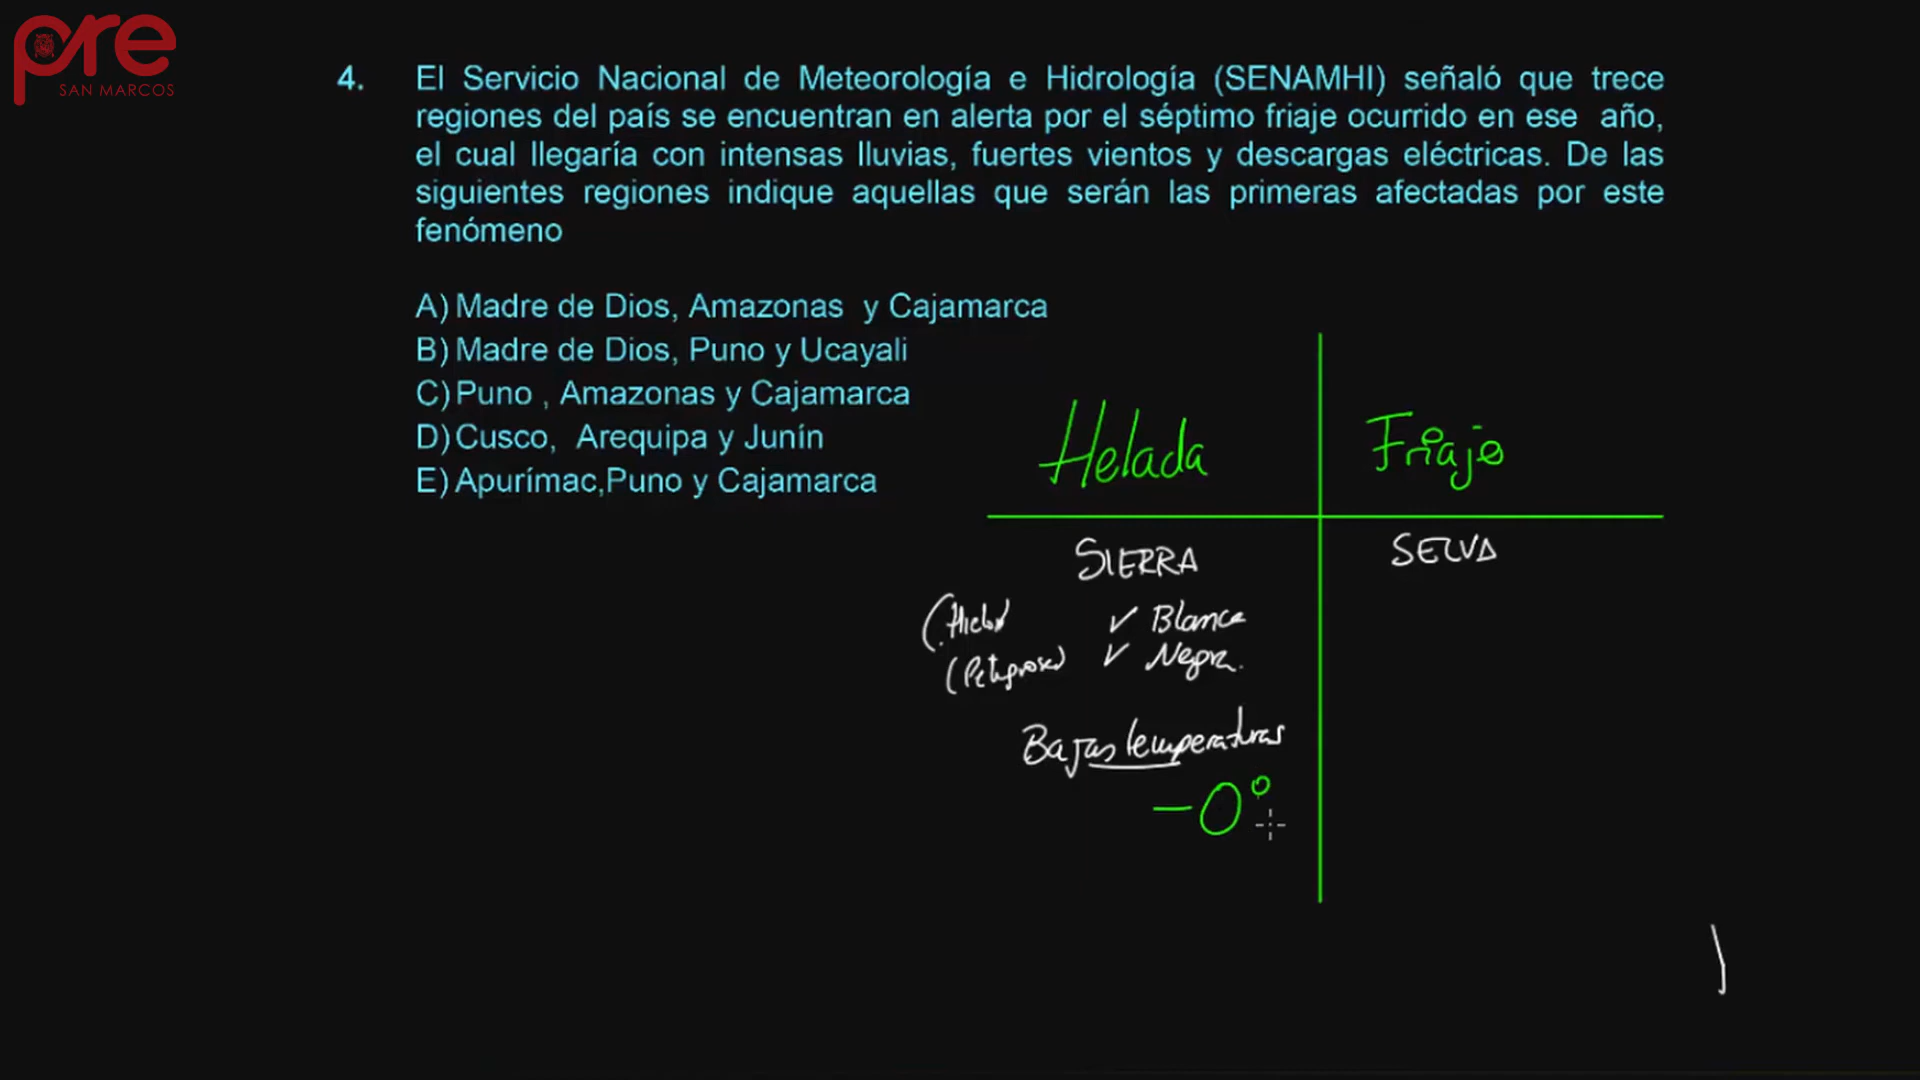 pre
SAN MARCOS
4. El Servicio Nacional de Meteorología e Hidrología (SENAMHI) señaló que trece
regiones del país se encuentran en alerta por el séptimo friaje ocurrido en ese año,
el cual llegaría con intensas lluvias, fuertes vientos y descargas eléctricas. De las
siguientes regiones indique aquellas que serán las primeras afectadas por este
fenómeno
A) Madre de Dios, Amazonas y Cajamarca
B) Madre de Dios, Puno y Ucayali
C) Puno , Amazonas y Cajamarca
D) Cusco, Arequipa y Junín
E) Apurímac,Puno y Cajamarca
Helada
Friaje
SIERRA
SELVA
✓ Blanca
✓ Negra.
Bajas temperaturas
-0°